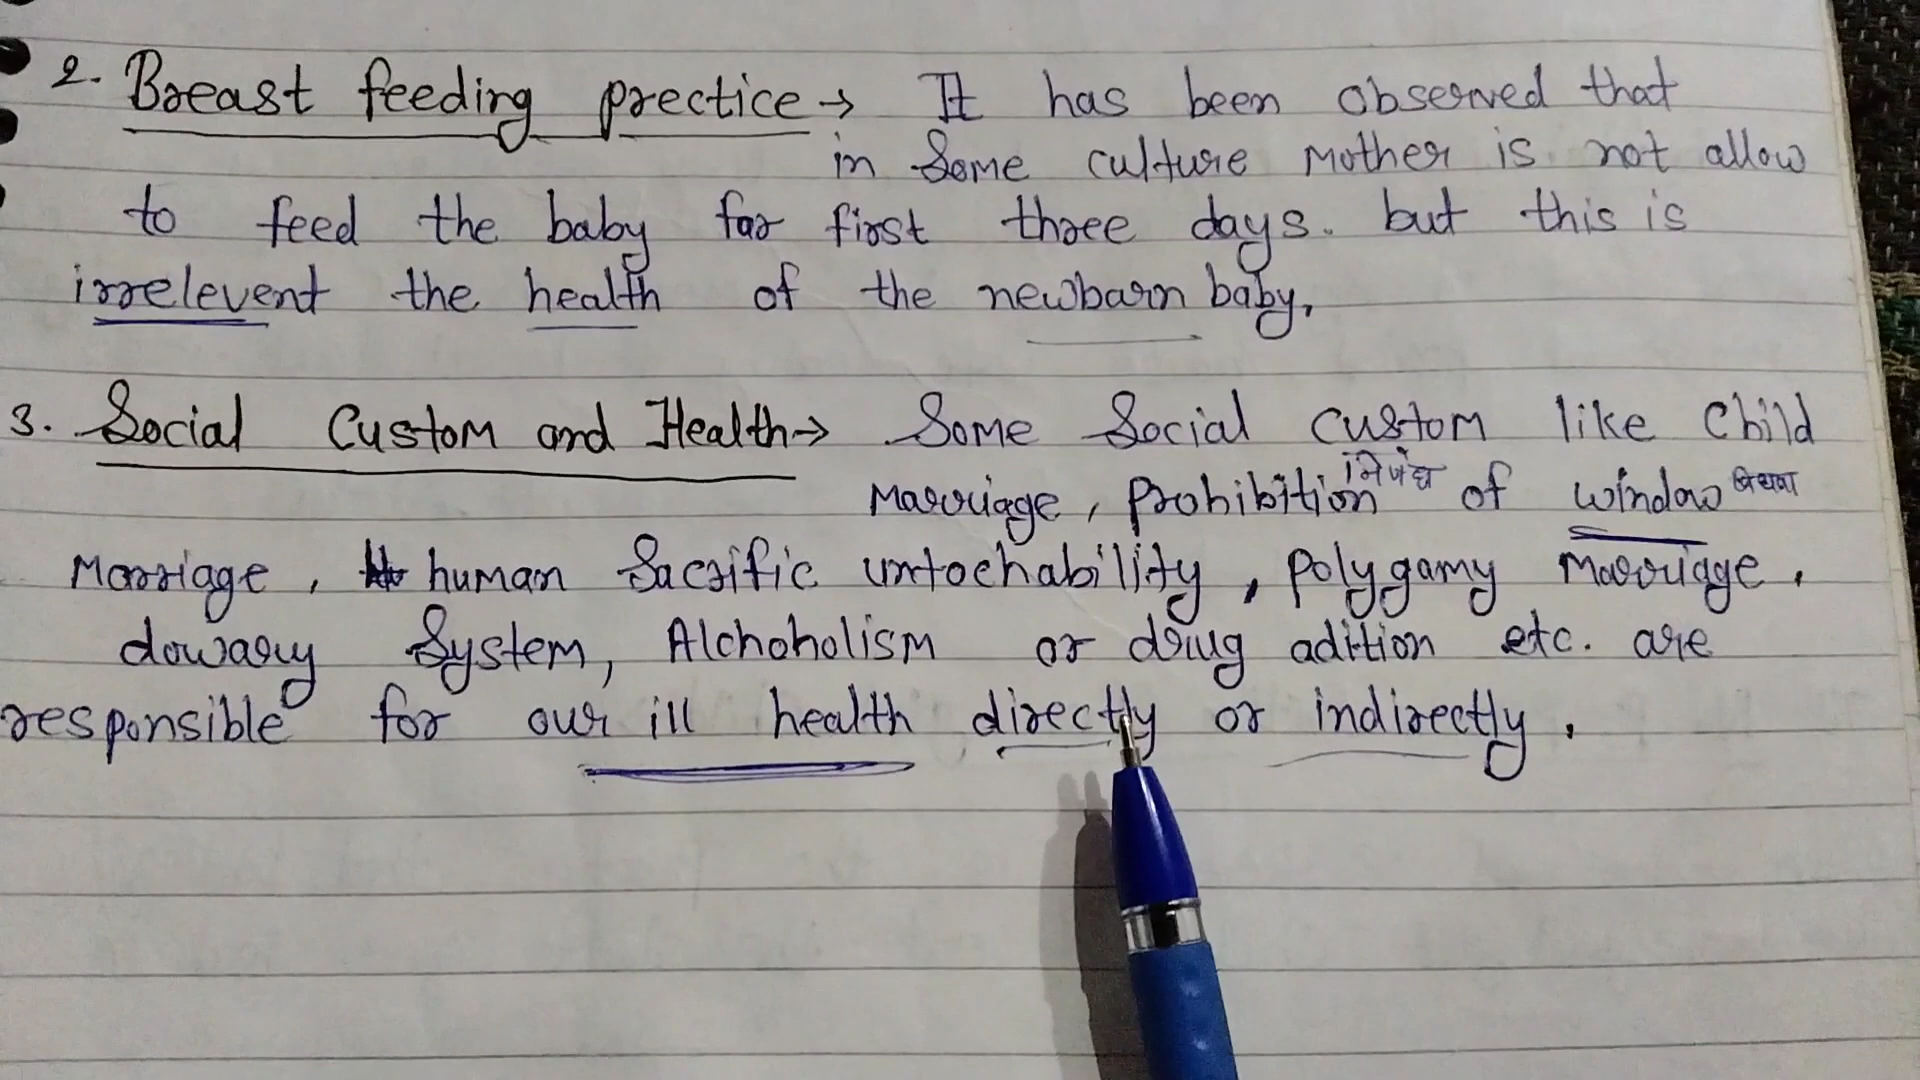 2. Breast feeding prectice → It has been observed that
in Some culture Mother is not allow
to feed the baby far first three days. but this is
irrelevent the health of the newbarn baby,
3. Social Custom and Health → Some Social custom like Child
Marriage, prohibition निषेध of window विधवा
Marriage, human Sacrific untochability, polygamy Marriage,
dowary System, Alchoholism or drug adition etc. are
responsible for our ill health directly or indirectly.